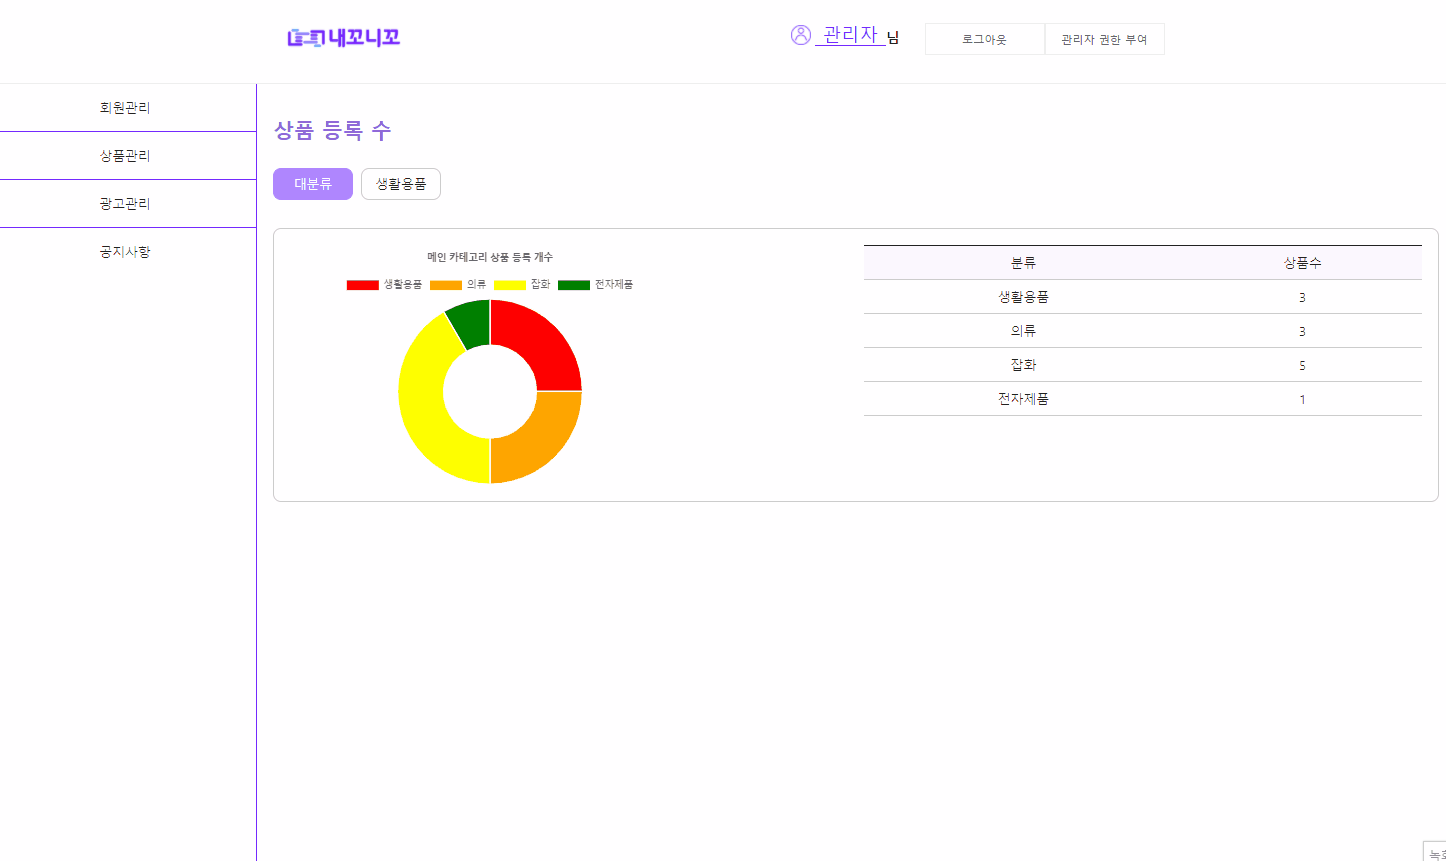 내꼬니꼬
관리자 님
로그아웃
관리자 권한 부여
회원관리
상품관리
광고관리
공지사항
상품 등록 수
대분류
생활용품
메인 카테고리 상품 등록 개수
생활용품 의류 잡화 전자제품
분류 상품수
생활용품 3
의류 3
잡화 5
전자제품 1